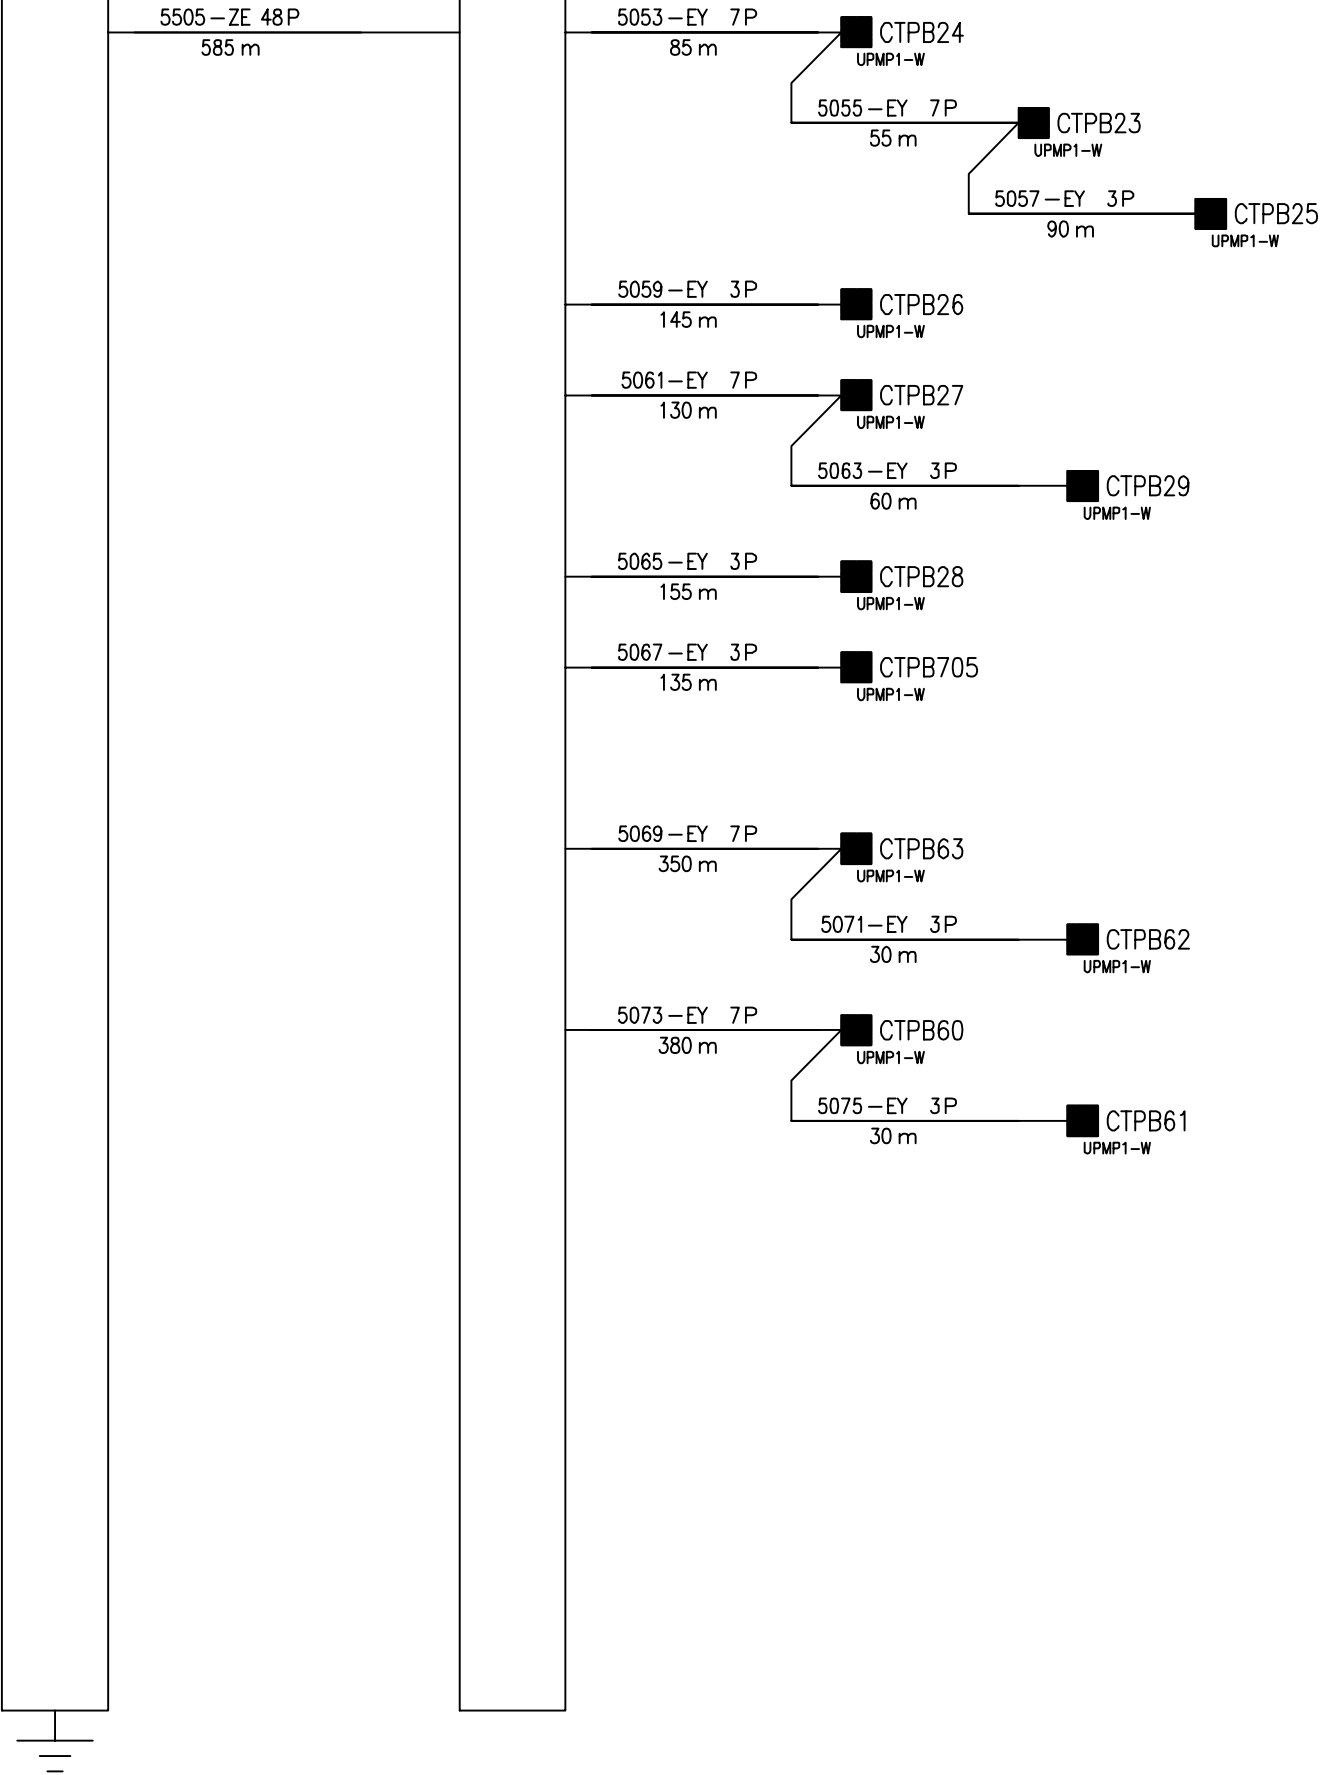 5505-ZE 48P
585 m
5053-EY 7P
85 m
CTPB24
UPMP1-W
5055-EY 7P
55 m
CTPB23
UPMP1-W
5057-EY 3P
90 m
CTPB25
UPMP1-W
5059-EY 3P
145 m
CTPB26
UPMP1-W
5061-EY 7P
130 m
CTPB27
UPMP1-W
5063-EY 3P
60 m
CTPB29
UPMP1-W
5065-EY 3P
155 m
CTPB28
UPMP1-W
5067-EY 3P
135 m
CTPB705
UPMP1-W
5069-EY 7P
350 m
CTPB63
UPMP1-W
5071-EY 3P
30 m
CTPB62
UPMP1-W
5073-EY 7P
380 m
CTPB60
UPMP1-W
5075-EY 3P
30 m
CTPB61
UPMP1-W